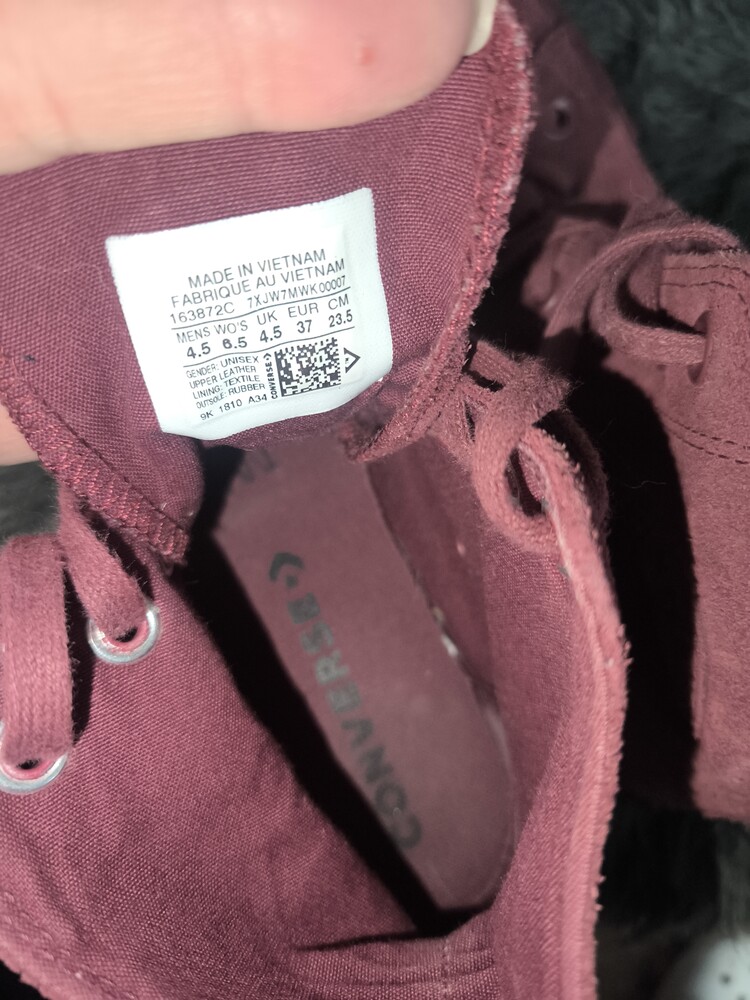 MADE IN VIETNAM
FABRIQUE AU VIETNAM
163872C 7XJW7MWK00007
MENS WO'S UK EUR CM
4.5 6.5 4.5 37 23.5
GENDER: UNISEX
UPPER LEATHER
LINING: TEXTILE
OUTSOLE: RUBBER
CONVERSE
9K 1810 A34
CONVERSE